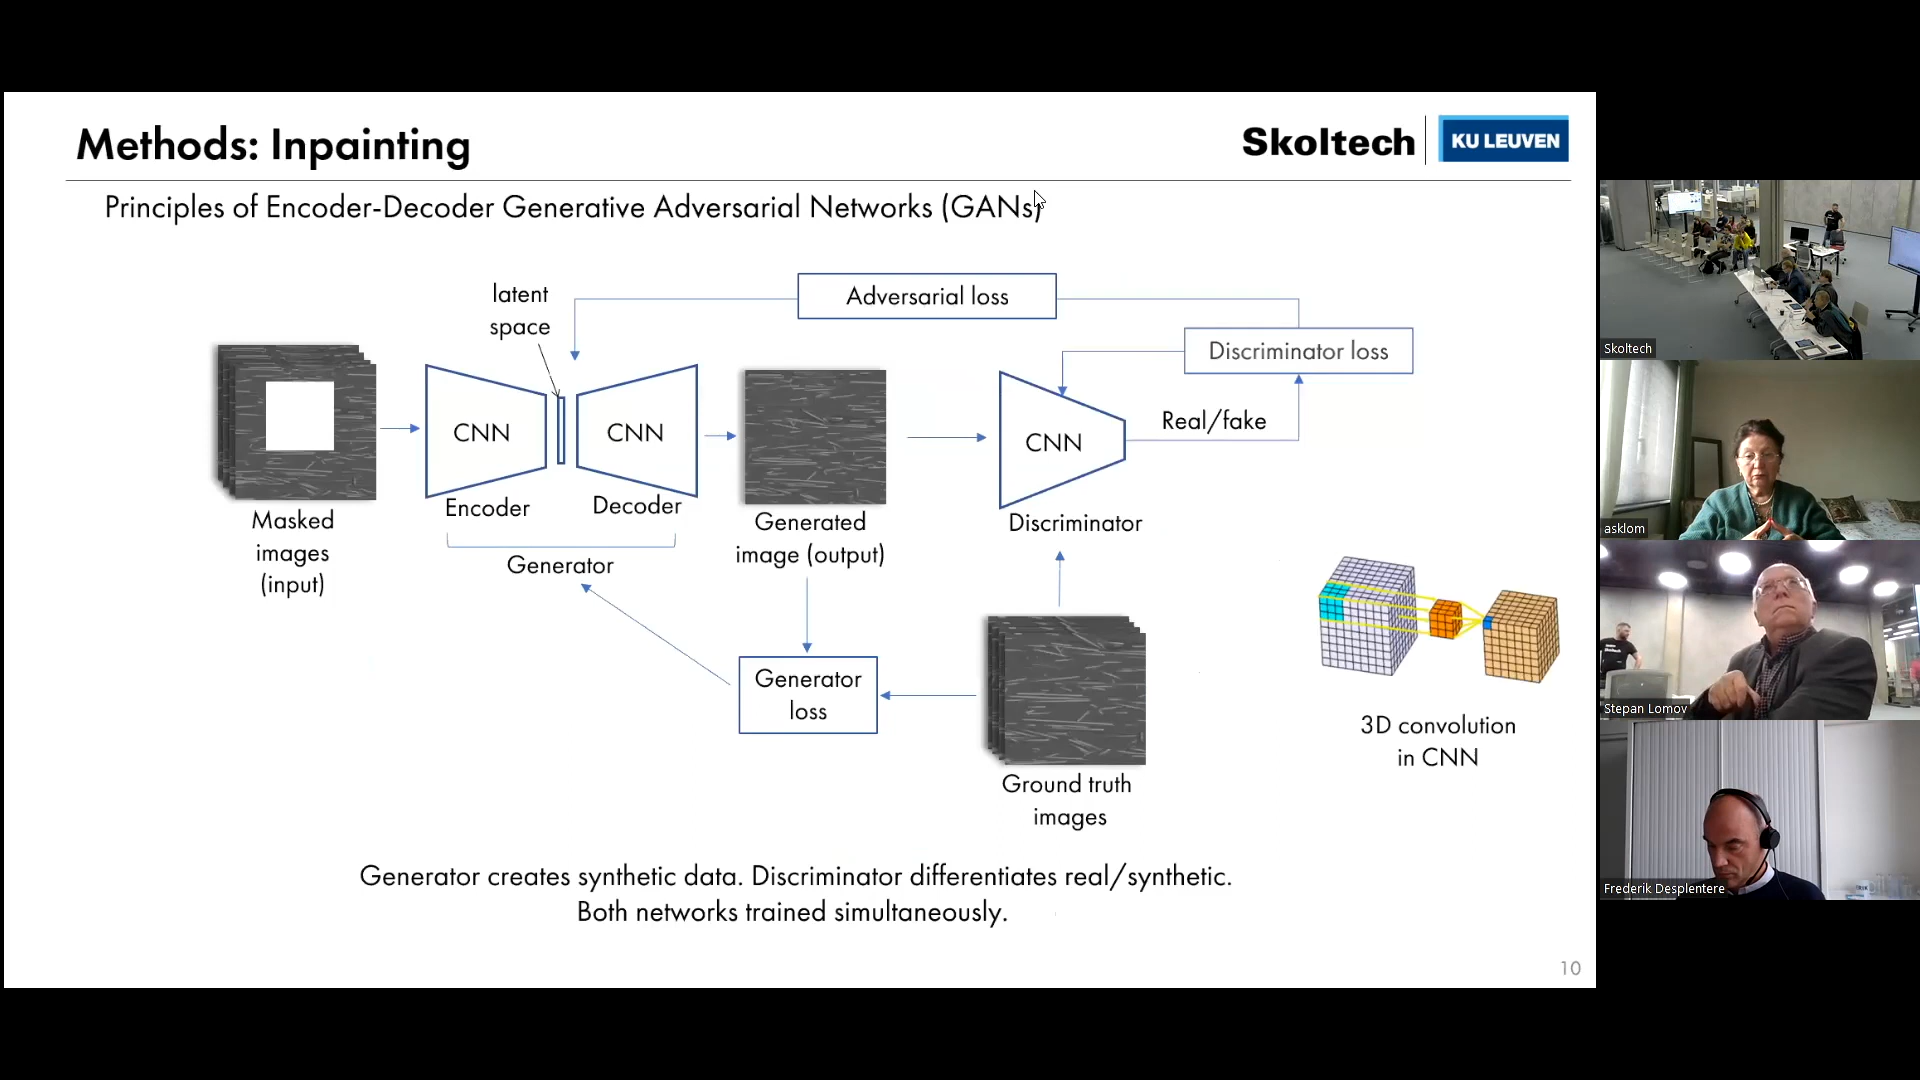 Methods: Inpainting
Skoltech
KU LEUVEN
Principles of Encoder-Decoder Generative Adversarial Networks (GANs)
latent
space
Adversarial loss
Discriminator loss
CNN
CNN
CNN
Real/fake
Encoder
Decoder
Generator
Masked
images
(input)
Generated
image (output)
Discriminator
Generator
loss
Ground truth
images
3D convolution
in CNN
Generator creates synthetic data. Discriminator differentiates real/synthetic.
Both networks trained simultaneously.
10
Skoltech
asklom
Stepan Lomov
Frederik Desplentere